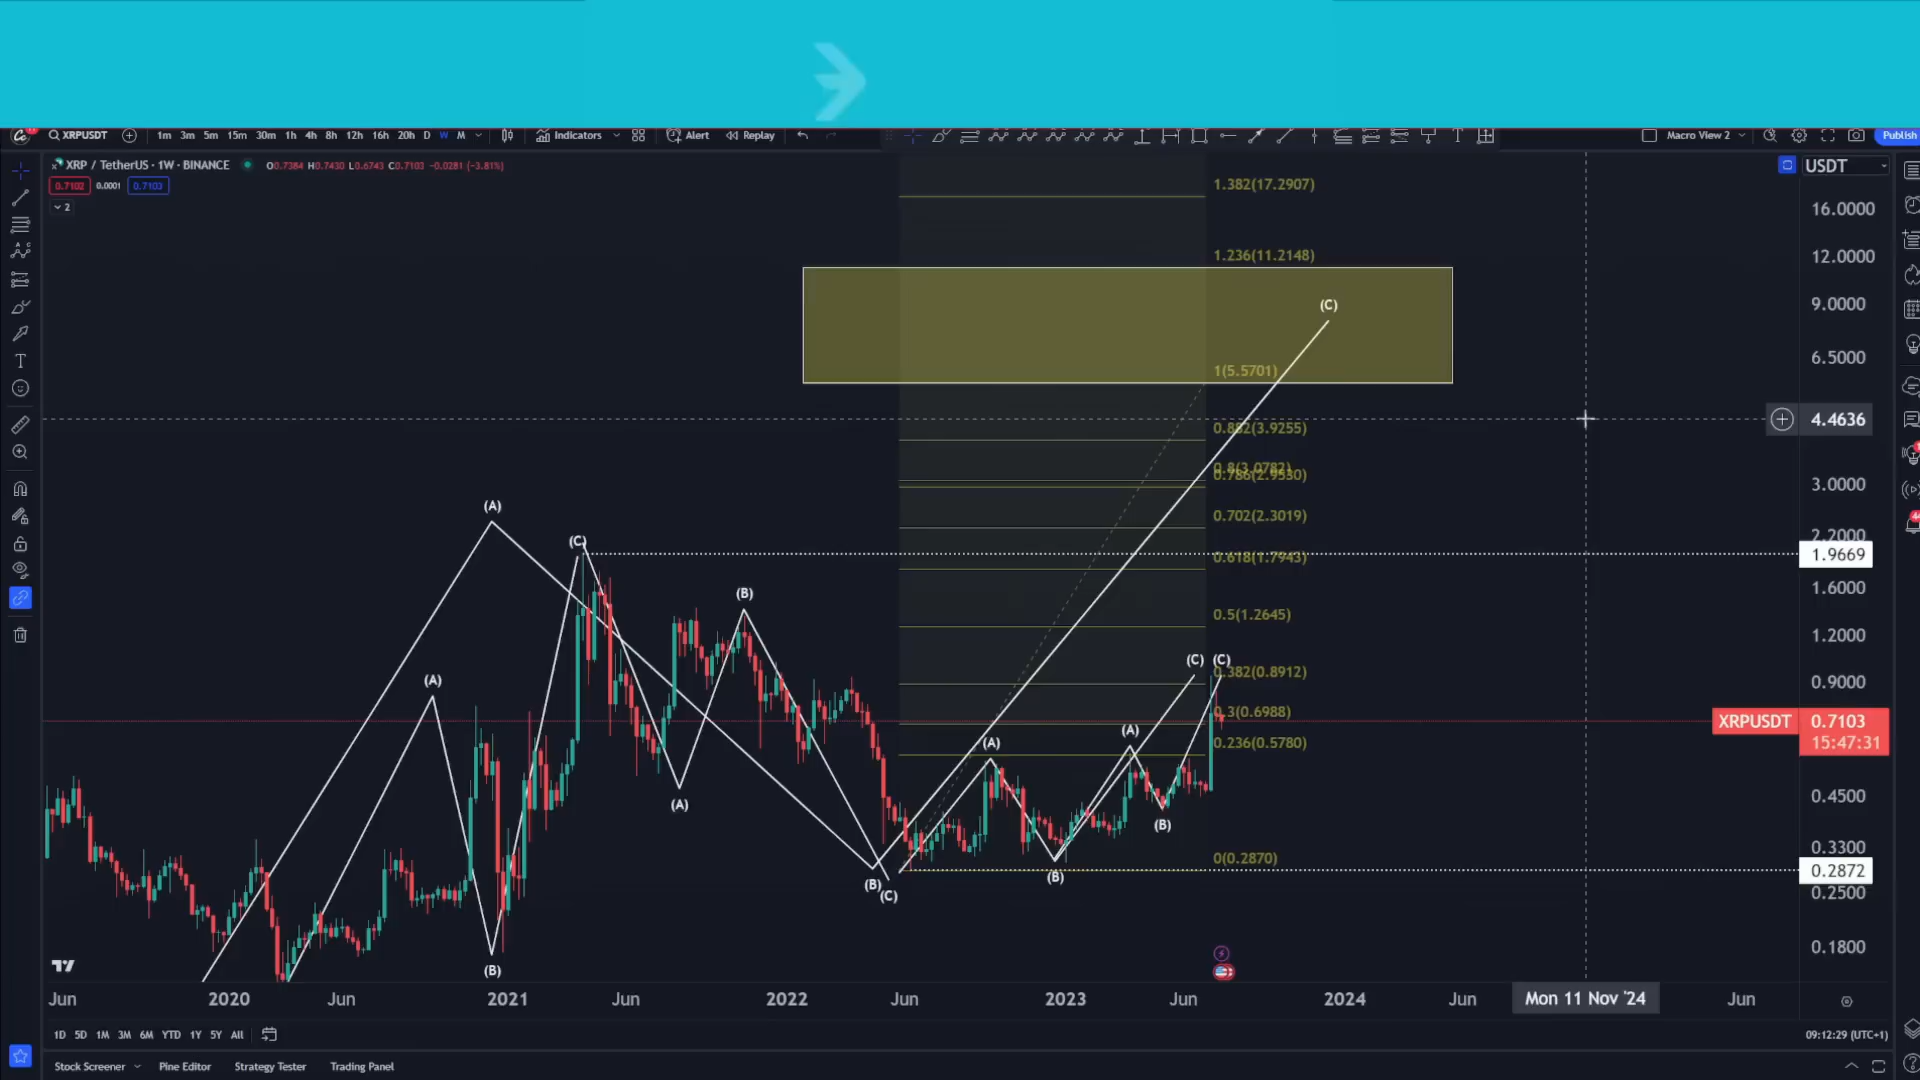 XRPUSDT 1m 3m 5m 15m 30m 1h 4h 8h 12h 16h 20h D W M Indicators Alert Replay Macro View 2 Publish
XRP / TetherUS · 1W · BINANCE O0.7384 H0.7430 L0.6743 C0.7103 -0.0281 (-3.81%)
USDT
0.7102 0.0001 0.7103
2
1.382(17.2907)
16.0000
1.236(11.2148)
12.0000
(C)
9.0000
6.5000
1(5.5701)
4.4636
0.882(3.9255)
0.8(3.0782)
0.786(2.9530)
3.0000
(A)
0.702(2.3019)
2.2000
(C)
1.9669
0.618(1.7943)
1.6000
(B)
0.5(1.2645)
1.2000
(C) (C)
0.382(0.8912)
(A)
0.9000
0.3(0.6988)
XRPUSDT 0.7103
15:47:31
(A)
(A)
0.236(0.5780)
0.4500
(A)
(B)
0.3300
0(0.2870)
0.2872
(B)
(B)
(C)
0.2500
0.1800
(B)
Jun 2020 Jun 2021 Jun 2022 Jun 2023 Jun 2024 Jun Mon 11 Nov '24 Jun
1D 5D 1M 3M 6M YTD 1Y 5Y All
09:12:29 (UTC+1)
Stock Screener Pine Editor Strategy Tester Trading Panel